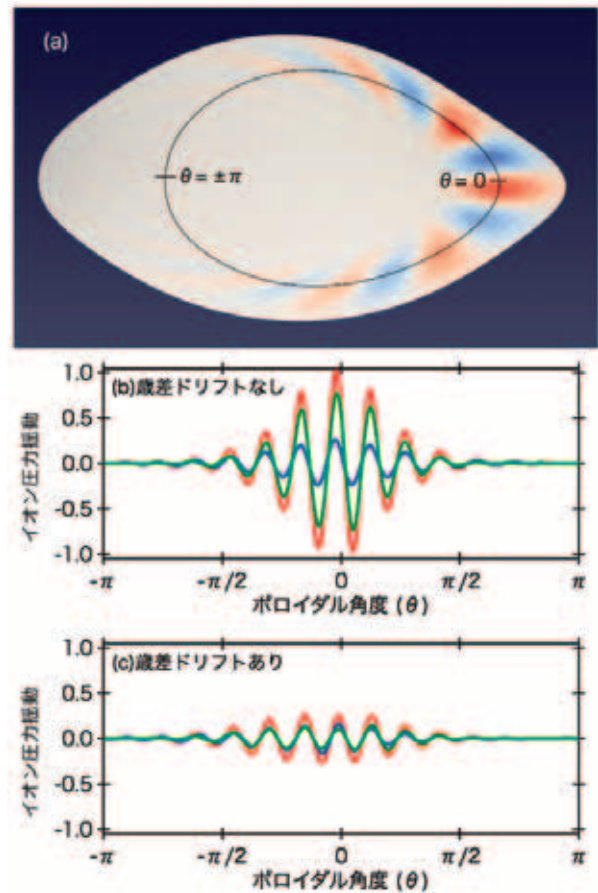 (a)
θ = ±π
θ = 0
(b)歳差ドリフトなし
イオン圧力揺動
1.0
0.5
0.0
-0.5
-1.0
-π
-π/2
0
π/2
π
ポロイダル角度 (θ)
(c)歳差ドリフトあり
イオン圧力揺動
1.0
0.5
0.0
-0.5
-1.0
-π
-π/2
0
π/2
π
ポロイダル角度 (θ)